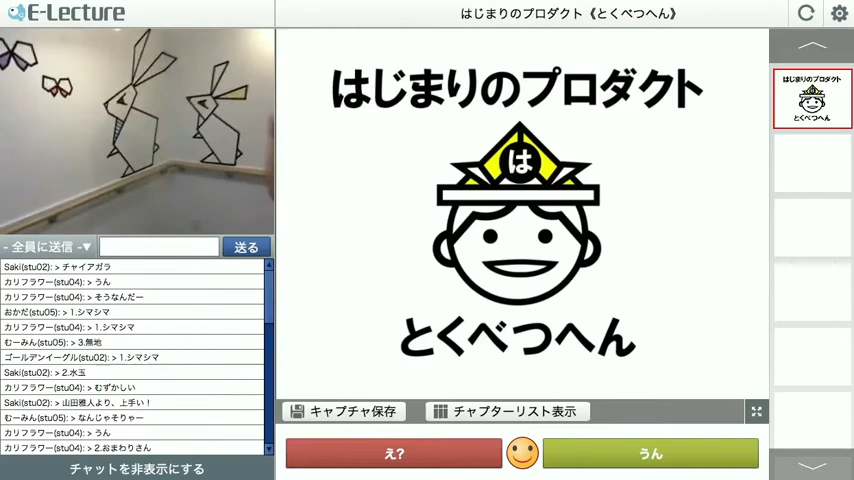 E-Lecture
はじまりのプロダクト《とくべつへん》
- 全員に送信 -▼
送る
Saki(stu02): > チャイアガラ
カリフラワー(stu04): > うん
カリフラワー(stu04): > そうなんだー
おかだ(stu05): > 1.シマシマ
カリフラワー(stu04): > 1.シマシマ
むーみん(stu05): > 3.無地
ゴールデンイーグル(stu02): > 1.シマシマ
Saki(stu02): > 2.水玉
カリフラワー(stu04): > むずかしい
Saki(stu02): > 山田雅人より、上手い！
むーみん(stu05): > なんじゃそりゃー
カリフラワー(stu04): > うん
カリフラワー(stu04): > 2.おまわりさん
チャットを非表示にする
はじまりのプロダクト
は
とくべつへん
キャプチャ保存
チャプターリスト表示
え?
うん
はじまりのプロダクト
は
とくべつへん